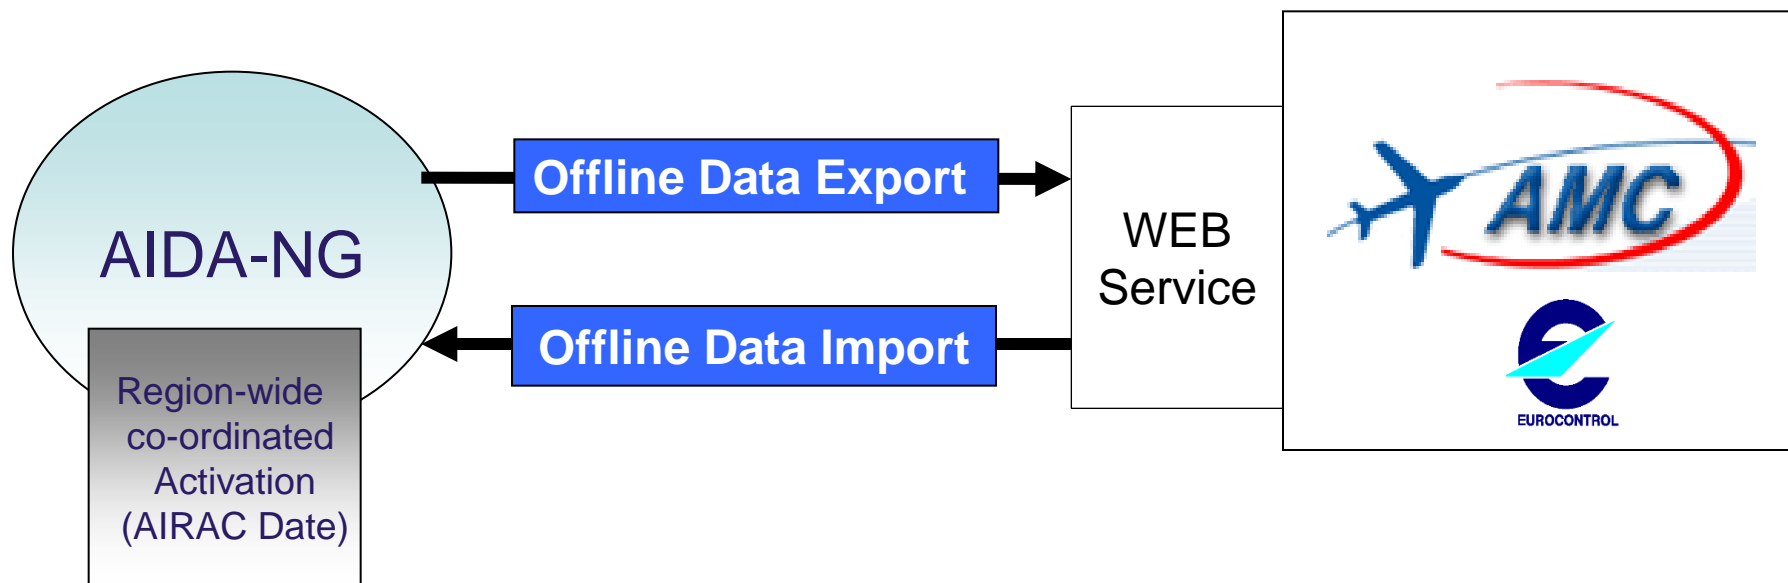 AIDA-NG
Region-wide
co-ordinated
Activation
(AIRAC Date)
Offline Data Export
Offline Data Import
WEB
Service
AMC
EUROCONTROL